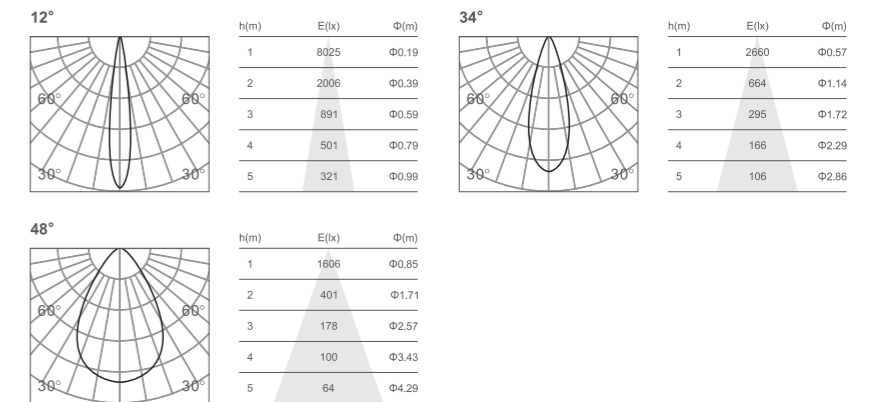 12°
h(m) E(lx) Φ(m)
1 8025 Φ0.19
2 2006 Φ0.39
3 891 Φ0.59
4 501 Φ0.79
5 321 Φ0.99
60° 60°
30° 30°
34°
h(m) E(lx) Φ(m)
1 2660 Φ0.57
2 664 Φ1.14
3 295 Φ1.72
4 166 Φ2.29
5 106 Φ2.86
60° 60°
30° 30°
48°
h(m) E(lx) Φ(m)
1 1606 Φ0.85
2 401 Φ1.71
3 178 Φ2.57
4 100 Φ3.43
5 64 Φ4.29
60° 60°
30° 30°